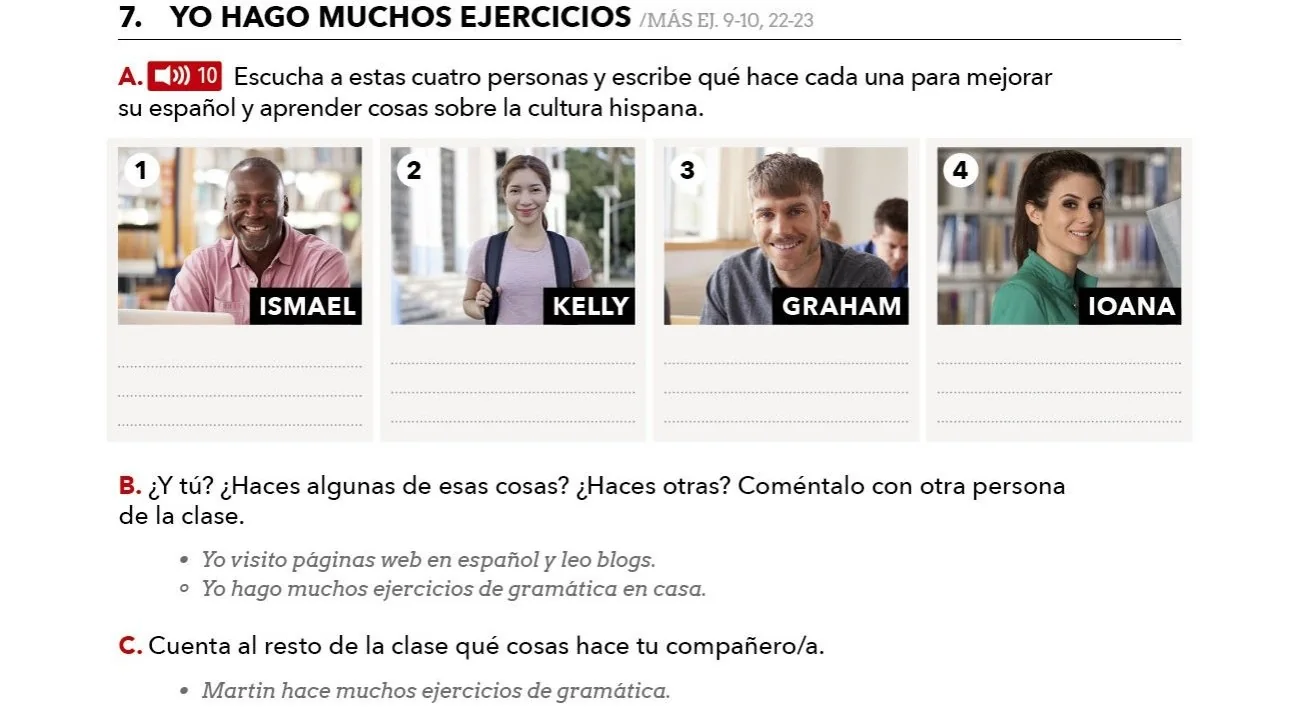 7. YO HAGO MUCHOS EJERCICIOS /MÁS EJ. 9-10, 22-23
A. 10 Escucha a estas cuatro personas y escribe qué hace cada una para mejorar
su español y aprender cosas sobre la cultura hispana.
1
2
3
4
ISMAEL
KELLY
GRAHAM
IOANA
B. ¿Y tú? ¿Haces algunas de esas cosas? ¿Haces otras? Coméntalo con otra persona
de la clase.
• Yo visito páginas web en español y leo blogs.
○ Yo hago muchos ejercicios de gramática en casa.
C. Cuenta al resto de la clase qué cosas hace tu compañero/a.
• Martin hace muchos ejercicios de gramática.